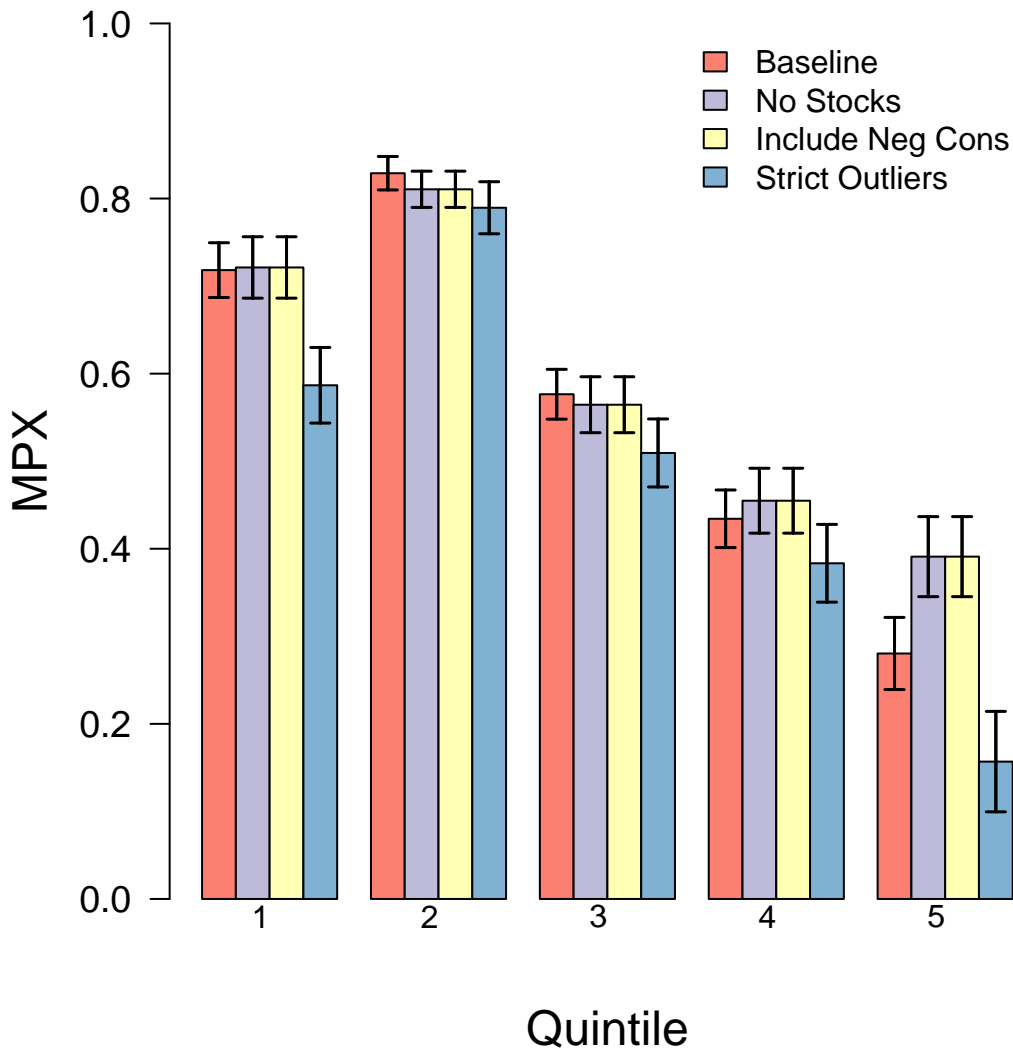 1.0
Baseline
No Stocks
Include Neg Cons
Strict Outliers
0.8
0.6
0.4
0.2
0.0
MPX
1 2 3 4 5
Quintile